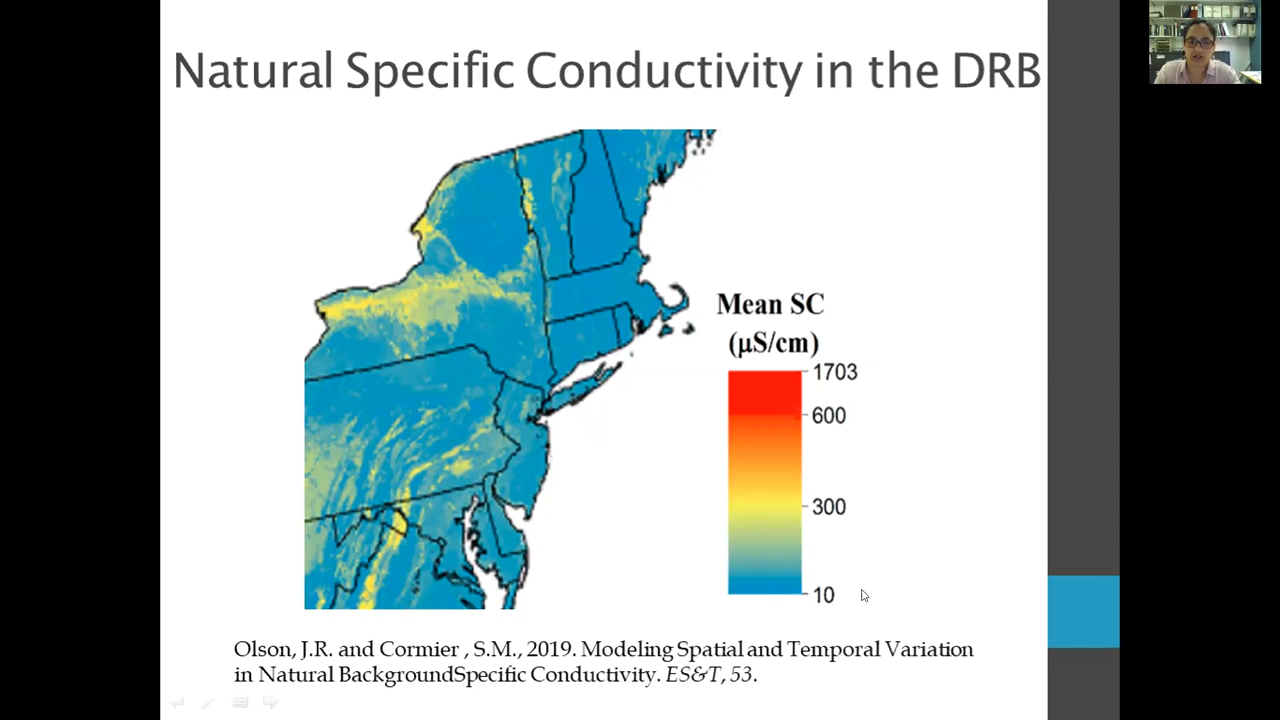 Natural Specific Conductivity in the DRB
Mean SC
(μS/cm)
1703
600
300
10
Olson, J.R. and Cormier , S.M., 2019. Modeling Spatial and Temporal Variation
in Natural BackgroundSpecific Conductivity. ES&T, 53.